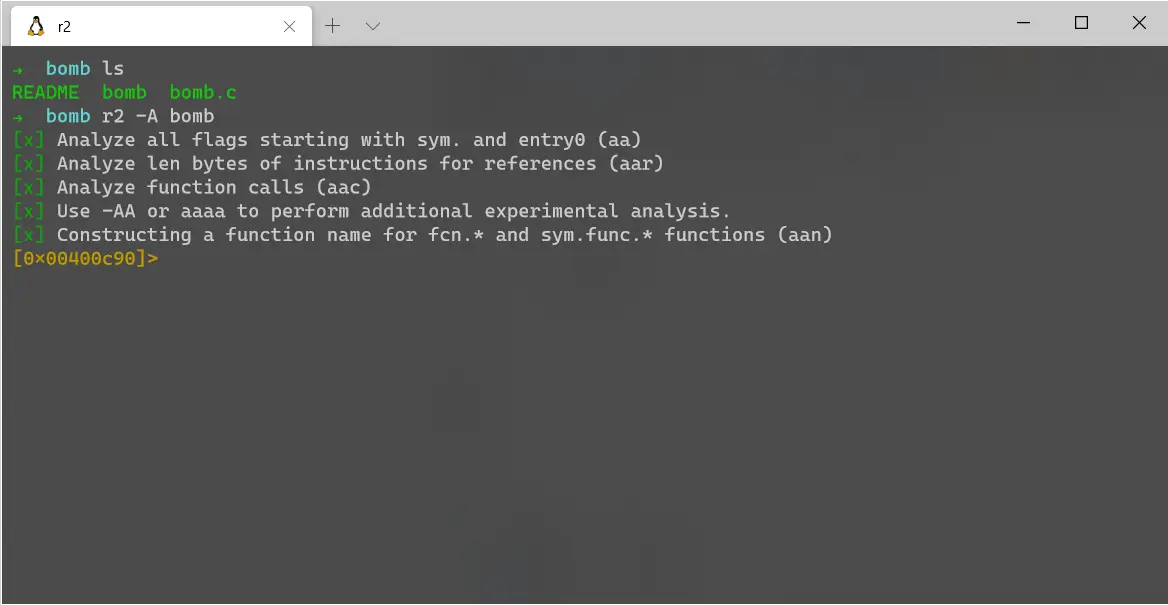 r2
→ bomb ls
README bomb bomb.c
→ bomb r2 -A bomb
[x] Analyze all flags starting with sym. and entry0 (aa)
[x] Analyze len bytes of instructions for references (aar)
[x] Analyze function calls (aac)
[x] Use -AA or aaaa to perform additional experimental analysis.
[x] Constructing a function name for fcn.* and sym.func.* functions (aan)
[0×00400c90]>